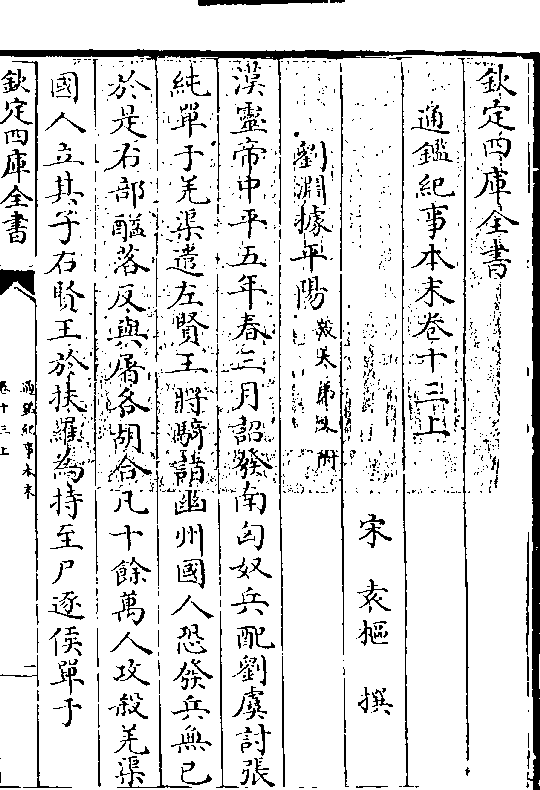 欽定四庫全書
通鑑紀事本末卷十三上
宋 袁樞 撰
劉淵據平陽
漢靈帝中平五年春三月詔發南匈奴兵配劉虞討張
純單于羌渠遣左賢王將騎詣幽州國人恐發兵無已
於是右部醢落反與屠各胡合凡十餘萬人攻殺羌渠
國人立其子右賢王於扶羅為持至尸逐侯單于
欽定四庫全書
通鑑紀事本末
卷十三上
一